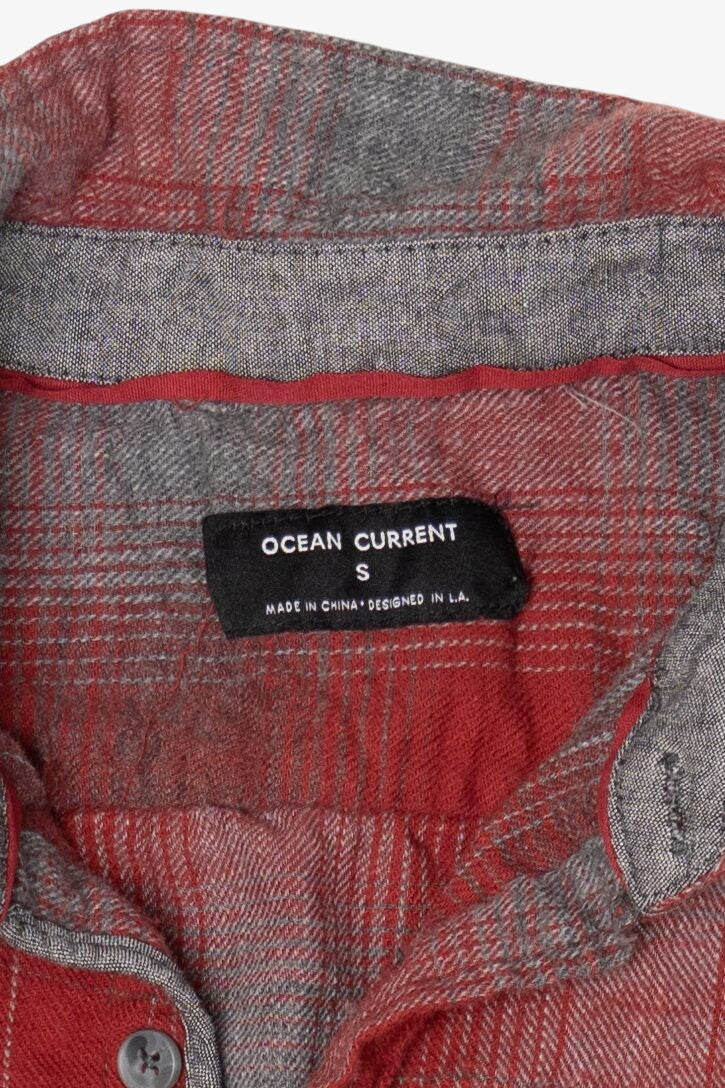 OCEAN CURRENT
S
MADE IN CHINA • DESIGNED IN L.A.